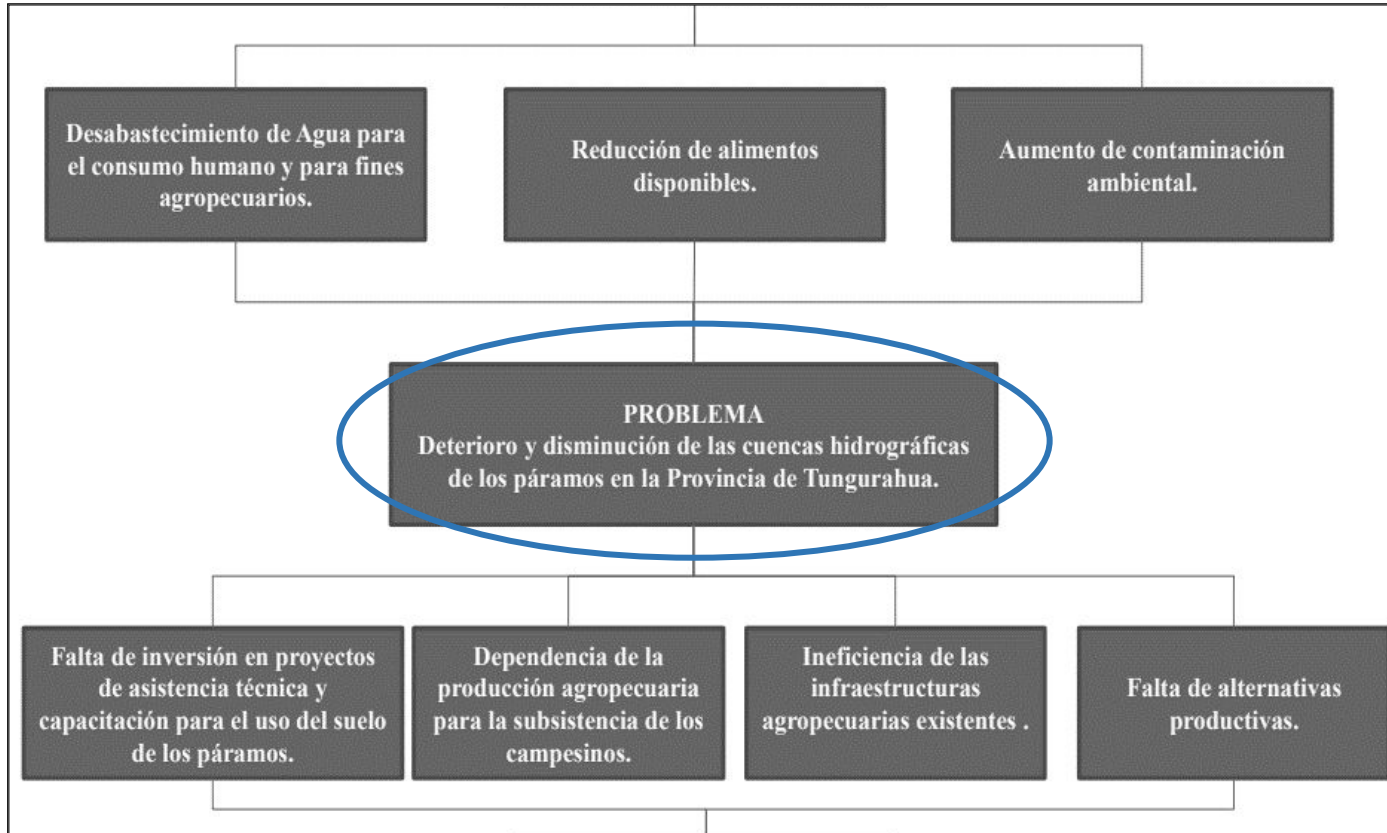 Desabastecimiento de Agua para
el consumo humano y para fines
agropecuarios.
Reducción de alimentos
disponibles.
Aumento de contaminación
ambiental.
PROBLEMA
Deterioro y disminución de las cuencas hidrográficas
de los páramos en la Provincia de Tungurahua.
Falta de inversión en proyectos
de asistencia técnica y
capacitación para el uso del suelo
de los páramos.
Dependencia de la
producción agropecuaria
para la subsistencia de los
campesinos.
Ineficiencia de las
infraestructuras
agropecuarias existentes .
Falta de alternativas
productivas.